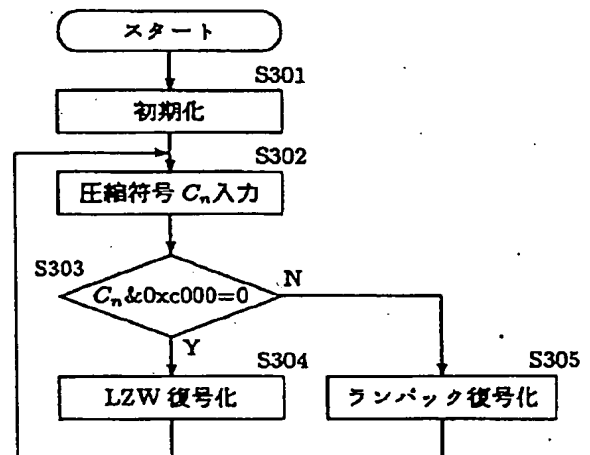 スタート
S301
初期化
S302
圧縮符号 Cn入力
S303
Cn&0xc000=0
N
Y
S304
LZW 復号化
S305
ランパック復号化